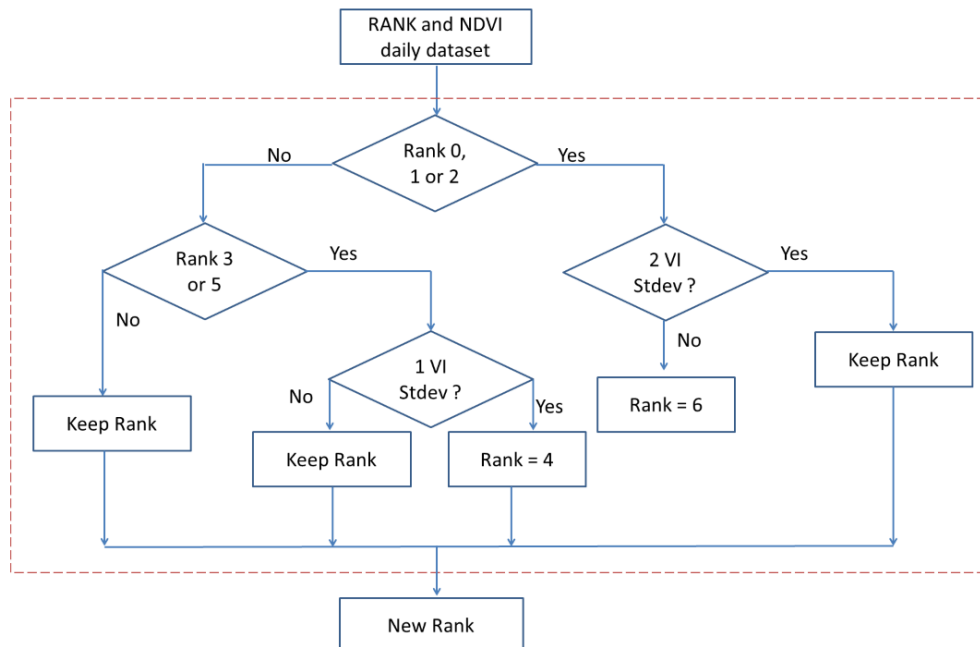 RANK and NDVI
daily dataset
No
Rank 0,
1 or 2
Yes
Rank 3
or 5
Yes
2 VI
Stdev ?
Yes
No
1 VI
Stdev ?
No
Keep Rank
No
Yes
Rank = 6
Keep Rank
Keep Rank
Rank = 4
New Rank